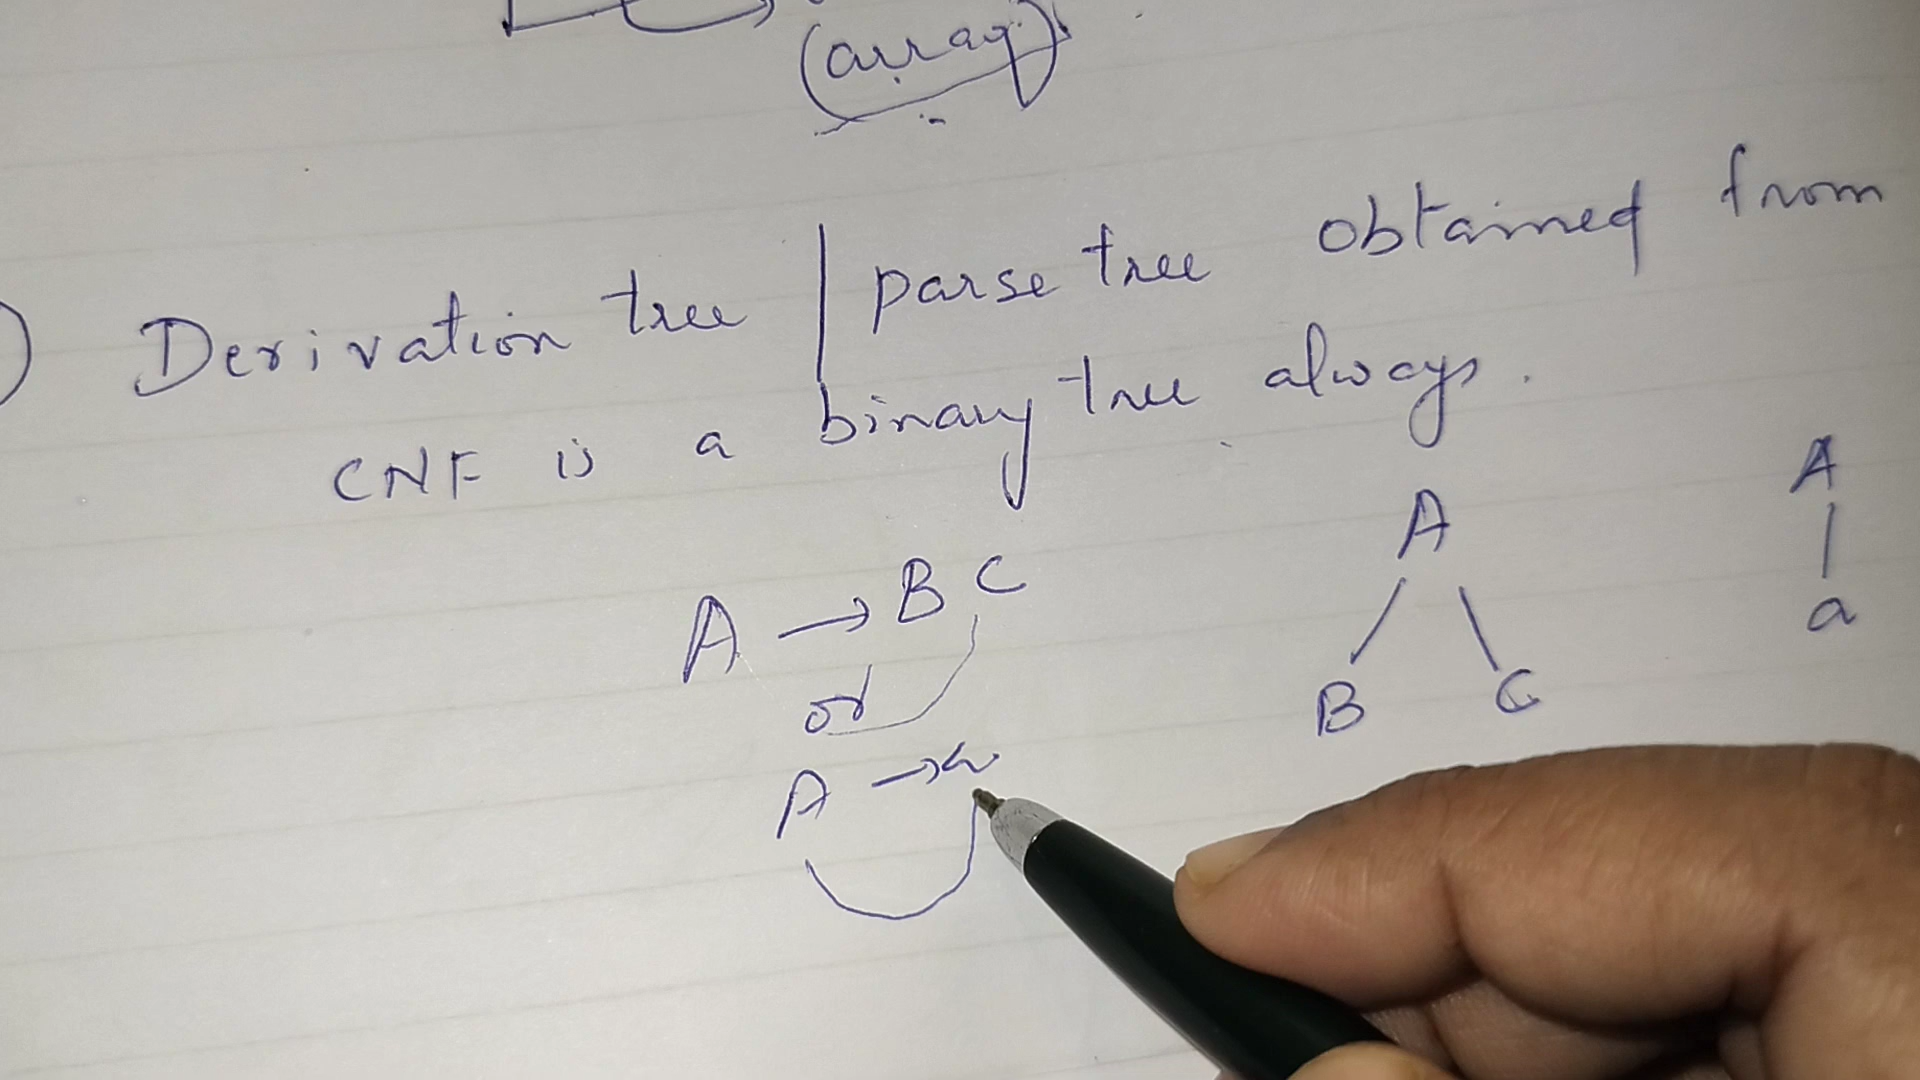 (array)
Derivation tree | parse tree obtained from
CNF is a binary tree always.
A → B C
or
A → a
A
B C
A
a